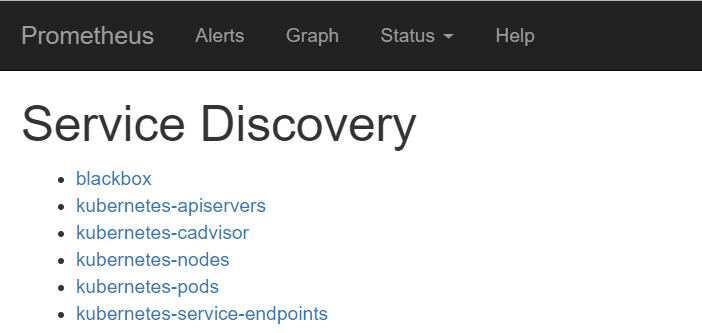 Prometheus Alerts Graph Status Help
Service Discovery
blackbox
kubernetes-apiservers
kubernetes-cadvisor
kubernetes-nodes
kubernetes-pods
kubernetes-service-endpoints